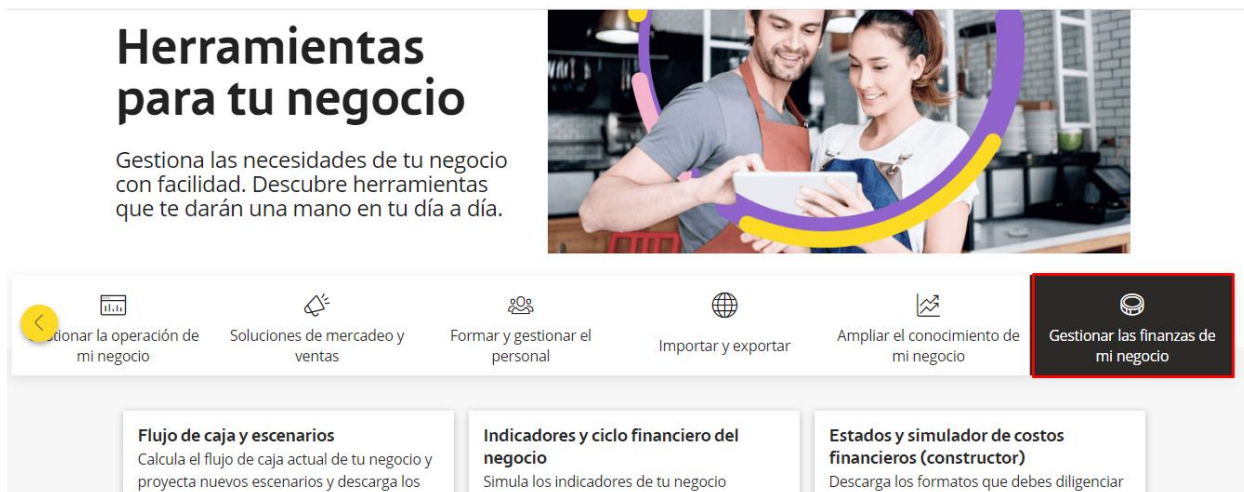 Herramientas
para tu negocio
Gestiona las necesidades de tu negocio
con facilidad. Descubre herramientas
que te darán una mano en tu día a día.
tionar la operación de
mi negocio
Soluciones de mercadeo y
ventas
Formar y gestionar el
personal
Importar y exportar
Ampliar el conocimiento de
mi negocio
Gestionar las finanzas de
mi negocio
Flujo de caja y escenarios
Calcula el flujo de caja actual de tu negocio y
proyecta nuevos escenarios y descarga los
Indicadores y ciclo financiero del
negocio
Simula los indicadores de tu negocio
Estados y simulador de costos
financieros (constructor)
Descarga los formatos que debes diligenciar